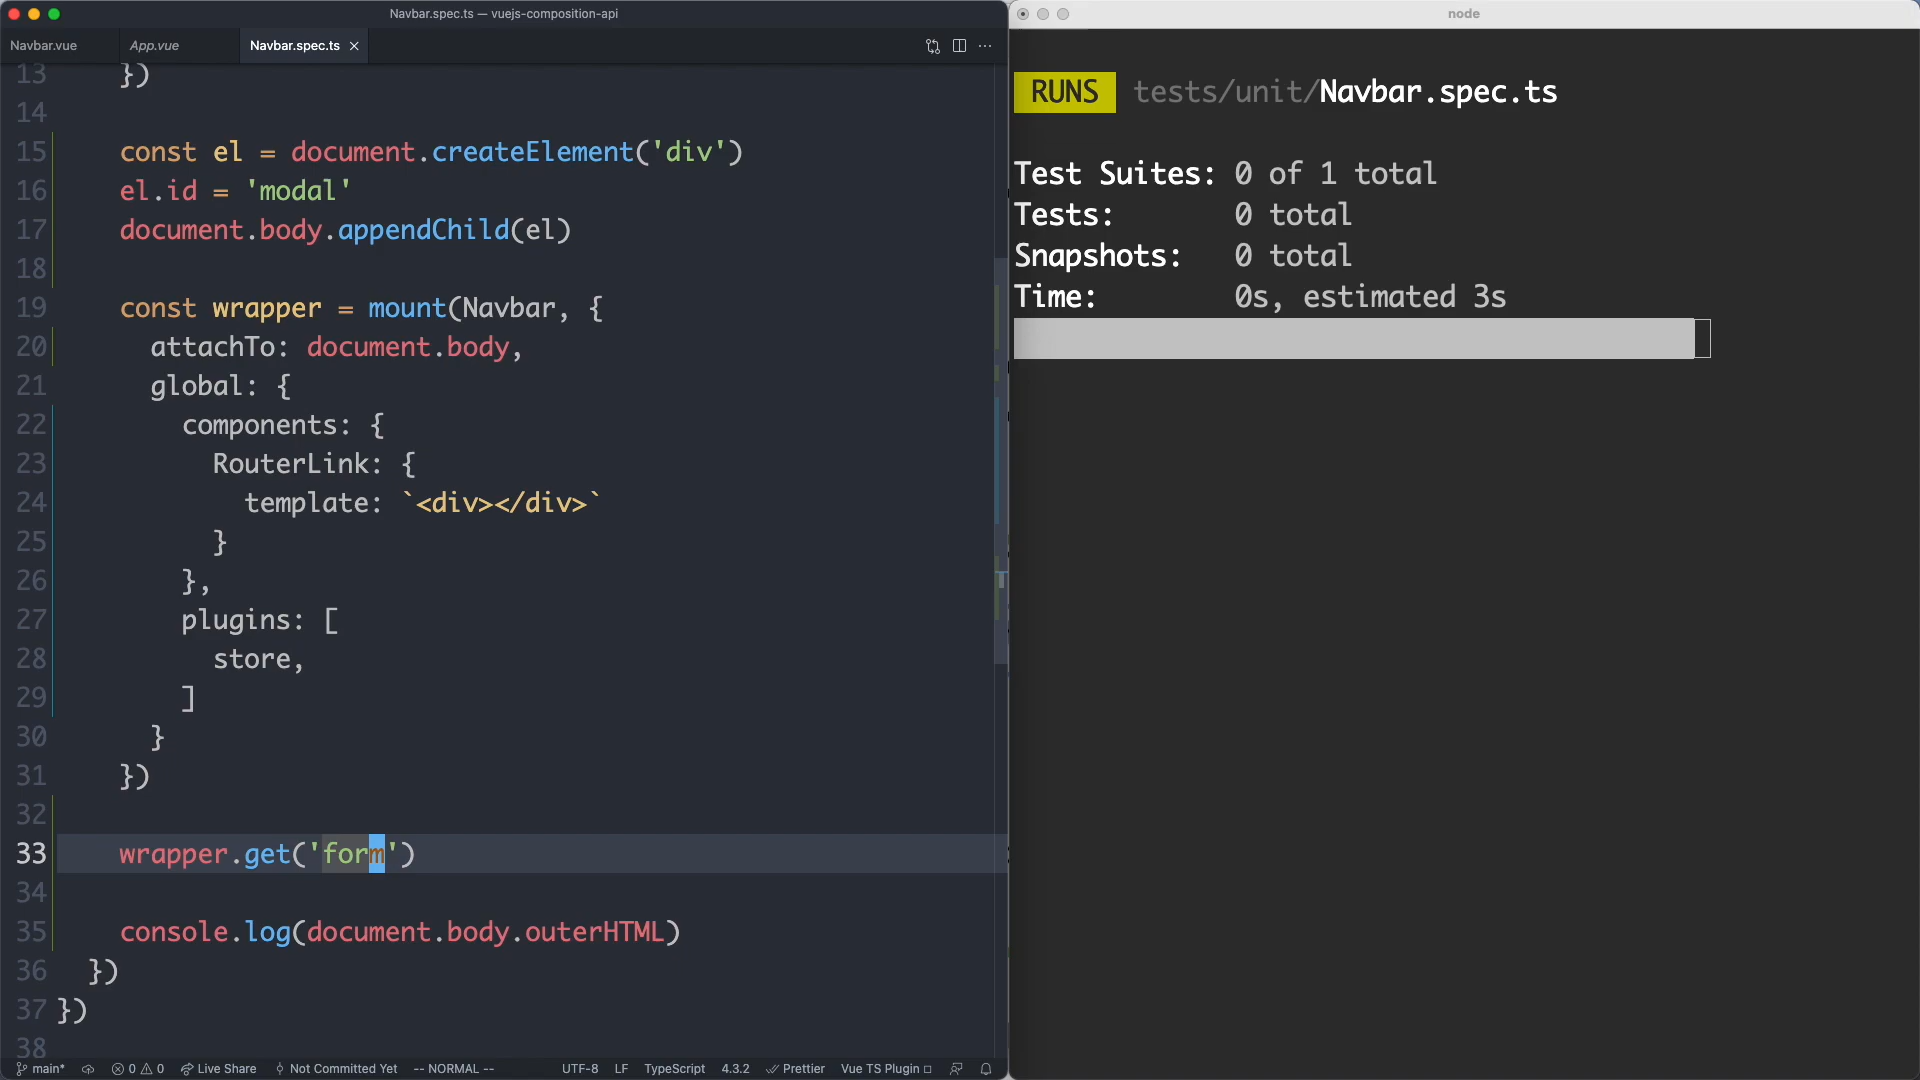 Navbar.spec.ts — vuejs-composition-api
Navbar.vue
App.vue
Navbar.spec.ts
13 })
14
15 const el = document.createElement('div')
16 el.id = 'modal'
17 document.body.appendChild(el)
18
19 const wrapper = mount(Navbar, {
20 attachTo: document.body,
21 global: {
22 components: {
23 RouterLink: {
24 template: `<div></div>`
25 }
26 },
27 plugins: [
28 store,
29 ]
30 }
31 })
32
33 wrapper.get('form')
34
35 console.log(document.body.outerHTML)
36 })
37 })
38
main* 0 0 Live Share Not Committed Yet -- NORMAL -- UTF-8 LF TypeScript 4.3.2 Prettier Vue TS Plugin
node
RUNS tests/unit/Navbar.spec.ts
Test Suites: 0 of 1 total
Tests: 0 total
Snapshots: 0 total
Time: 0s, estimated 3s